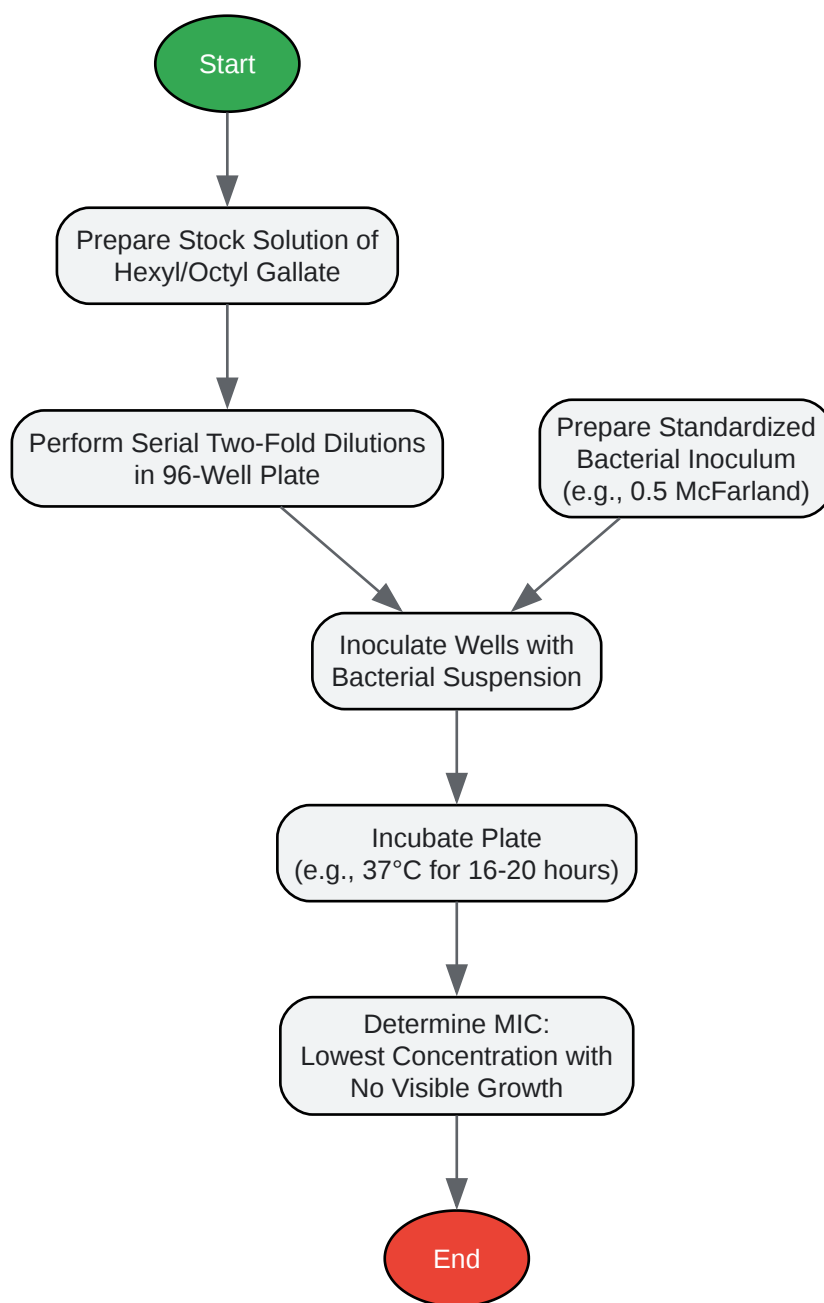 Start
Prepare Stock Solution of
Hexyl/Octyl Gallate
Perform Serial Two-Fold Dilutions
in 96-Well Plate
Prepare Standardized
Bacterial Inoculum
(e.g., 0.5 McFarland)
Inoculate Wells with
Bacterial Suspension
Incubate Plate
(e.g., 37°C for 16-20 hours)
Determine MIC:
Lowest Concentration with
No Visible Growth
End